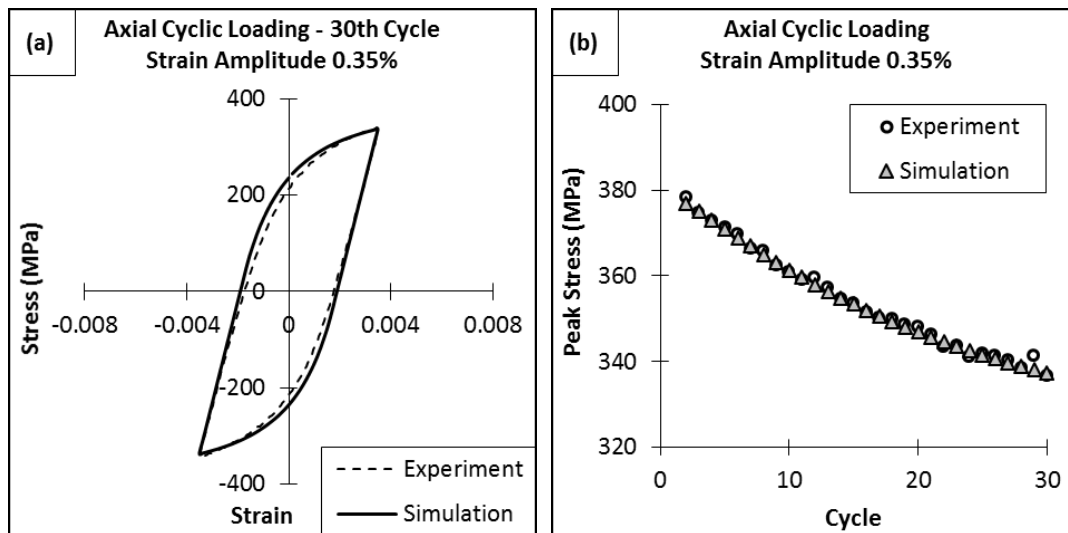 (a)
Axial Cyclic Loading - 30th Cycle
Strain Amplitude 0.35%
400
200
0
-200
-400
-0.008 -0.004 0 0.004 0.008
Stress (MPa)
Strain
Experiment
Simulation
(b)
Axial Cyclic Loading
Strain Amplitude 0.35%
400
380
360
340
320
0 10 20 30
Peak Stress (MPa)
Cycle
Experiment
Simulation